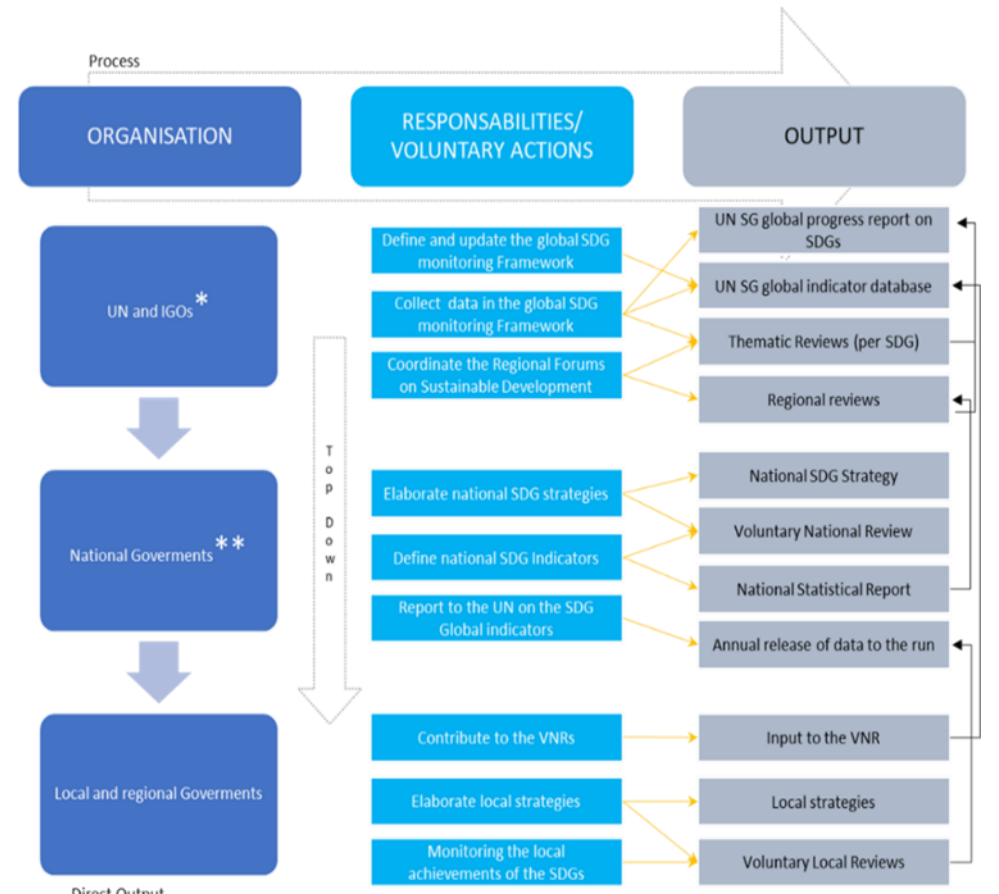 Process
ORGANISATION
RESPONSABILITIES/
VOLUNTARY ACTIONS
OUTPUT
UN and IGOs*
Define and update the global SDG
monitoring Framework
Collect data in the global SDG
monitoring Framework
Coordinate the Regional Forums
on Sustainable Development
UN SG global progress report on
SDGs
UN SG global indicator database
Thematic Reviews (per SDG)
Regional reviews
Top Down
National Goverments**
Elaborate national SDG strategies
Define national SDG Indicators
Report to the UN on the SDG
Global indicators
National SDG Strategy
Voluntary National Review
National Statistical Report
Annual release of data to the run
Local and regional Goverments
Contribute to the VNRs
Elaborate local strategies
Monitoring the local
achievements of the SDGs
Input to the VNR
Local strategies
Voluntary Local Reviews
Direct Output